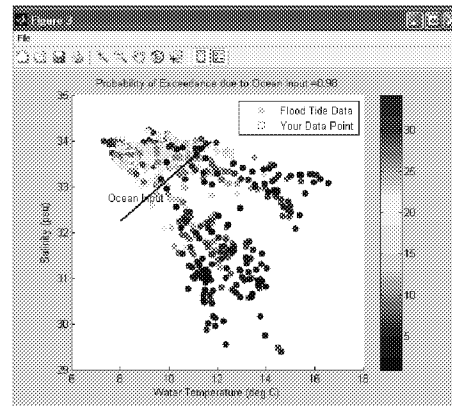 Figure 3
File
Probability of Exceedance due to Ocean Input =0.98
Flood Tide Data
Your Data Point
Ocean Input
Salinity (psu)
35
34
33
32
31
30
29
6
8
10
12
14
16
18
Water Temperature (deg C)
30
25
20
15
10
5